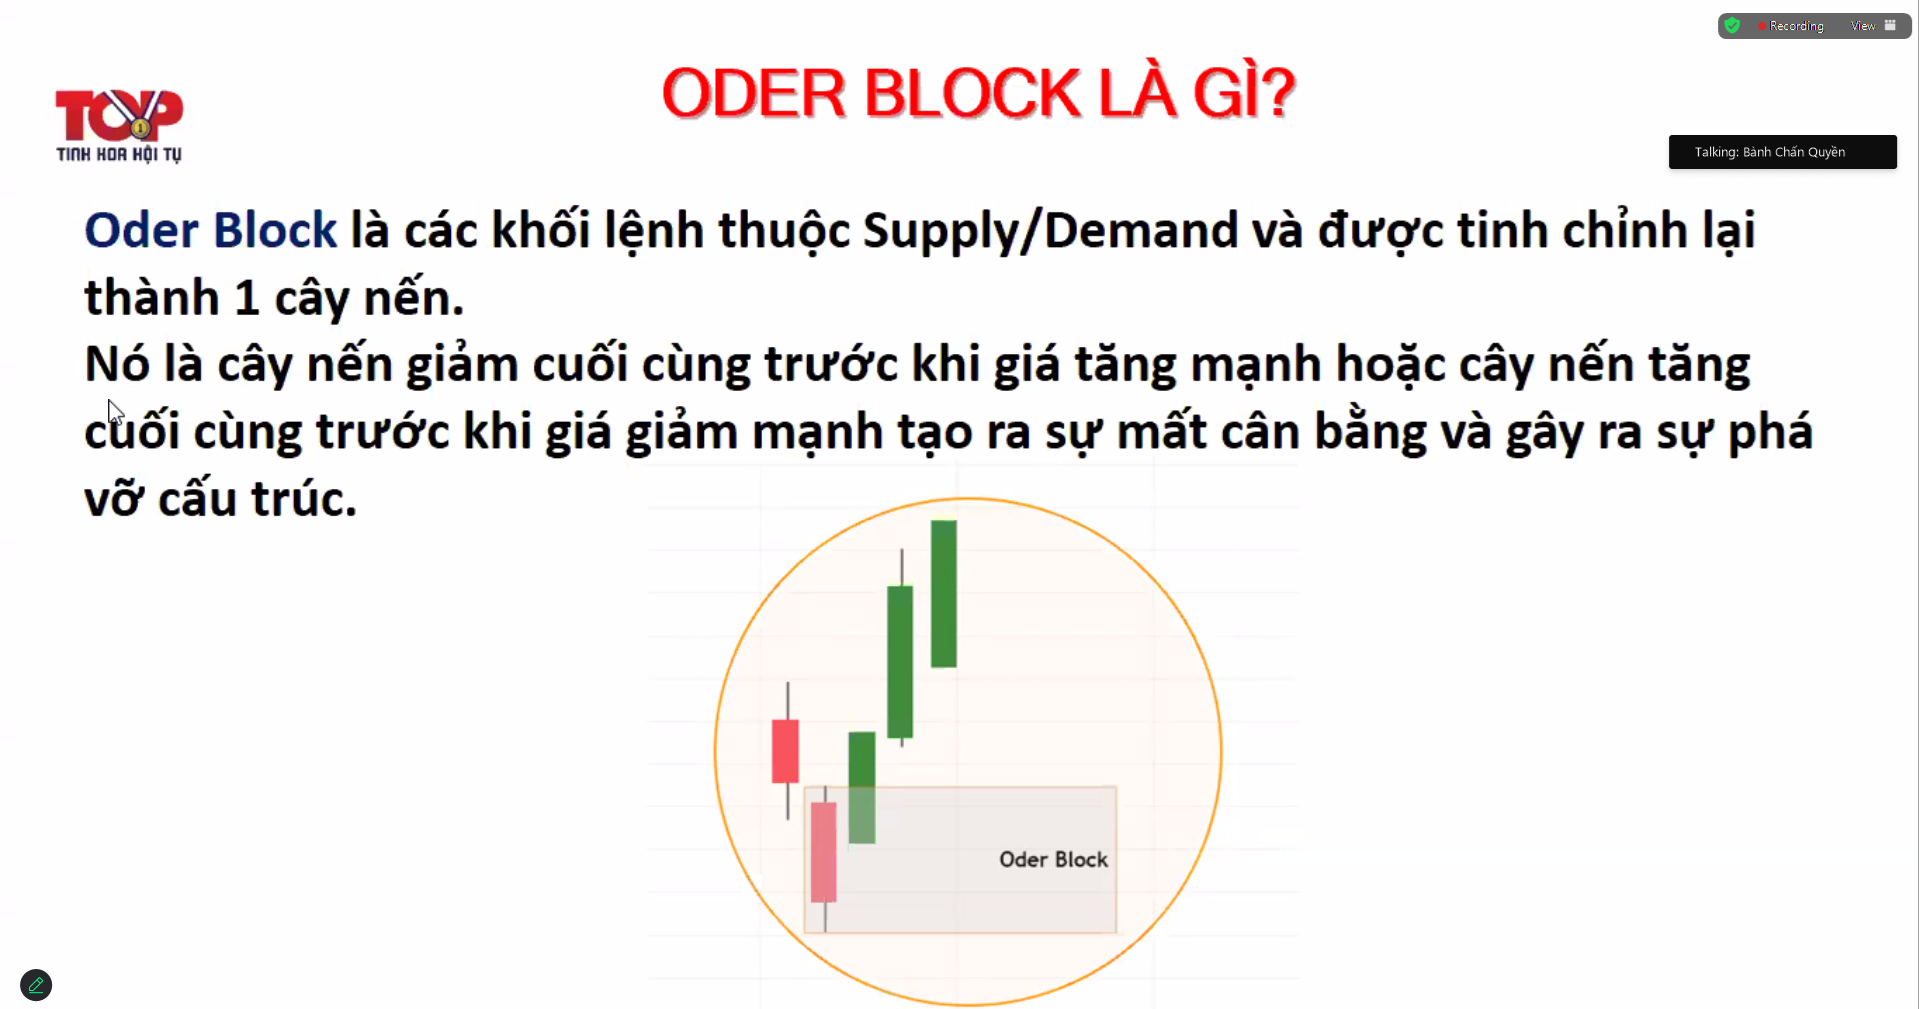 Recording View
ODER BLOCK LÀ GÌ?
TOP
1
TINH HOA HỘI TỤ
Talking: Bành Chấn Quyền
Oder Block là các khối lệnh thuộc Supply/Demand và được tinh chỉnh lại
thành 1 cây nến.
Nó là cây nến giảm cuối cùng trước khi giá tăng mạnh hoặc cây nến tăng
cuối cùng trước khi giá giảm mạnh tạo ra sự mất cân bằng và gây ra sự phá
vỡ cấu trúc.
Oder Block